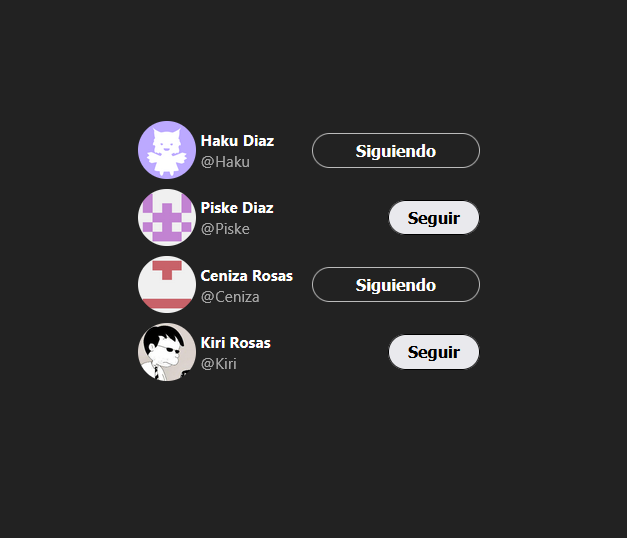 Haku Diaz
@Haku
Siguiendo
Piske Diaz
@Piske
Seguir
Ceniza Rosas
@Ceniza
Siguiendo
Kiri Rosas
@Kiri
Seguir